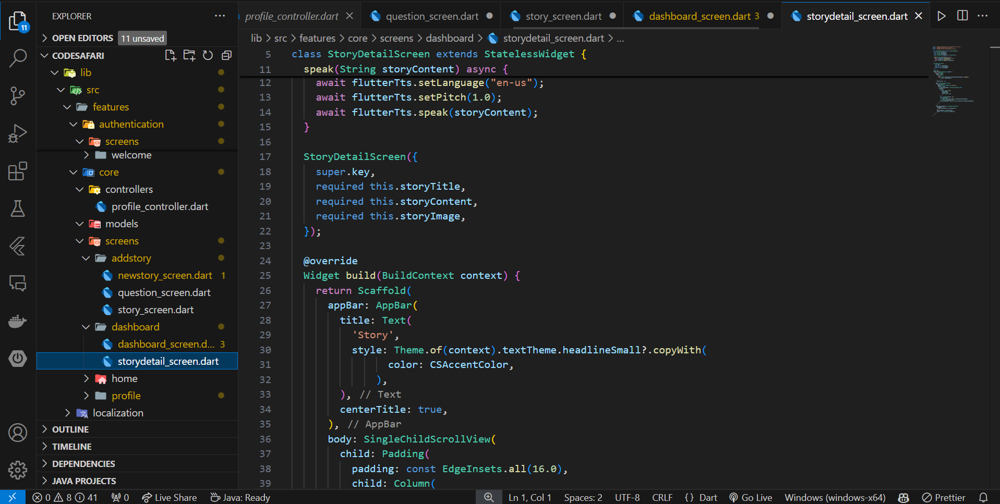 EXPLORER
OPEN EDITORS 11 unsaved
CODESAFARI
lib
src
features
authentication
screens
welcome
core
controllers
profile_controller.dart
models
screens
addstory
newstory_screen.dart 1
question_screen.dart
story_screen.dart
dashboard
dashboard_screen.d... 3
storydetail_screen.dart
home
profile
localization
OUTLINE
TIMELINE
DEPENDENCIES
JAVA PROJECTS
11
profile_controller.dart question_screen.dart story_screen.dart dashboard_screen.dart 3 storydetail_screen.dart
lib > src > features > core > screens > dashboard > storydetail_screen.dart > ...
5 class StoryDetailScreen extends StatelessWidget {
11 speak(String storyContent) async {
12 await flutterTts.setLanguage("en-us");
13 await flutterTts.setPitch(1.0);
14 await flutterTts.speak(storyContent);
15 }
16
17 StoryDetailScreen({
18 super.key,
19 required this.storyTitle,
20 required this.storyContent,
21 required this.storyImage,
22 });
23
24 @override
25 Widget build(BuildContext context) {
26 return Scaffold(
27 appBar: AppBar(
28 title: Text(
29 'Story',
30 style: Theme.of(context).textTheme.headlineSmall?.copyWith(
31 color: CSAccentColor,
32 ),
33 ), // Text
34 centerTitle: true,
35 ), // AppBar
36 body: SingleChildScrollView(
37 child: Padding(
38 padding: const EdgeInsets.all(16.0),
39 child: Column(
0 8 41 0 Live Share Java: Ready Ln 1, Col 1 Spaces: 2 UTF-8 CRLF {} Dart Go Live Windows (windows-x64) Prettier